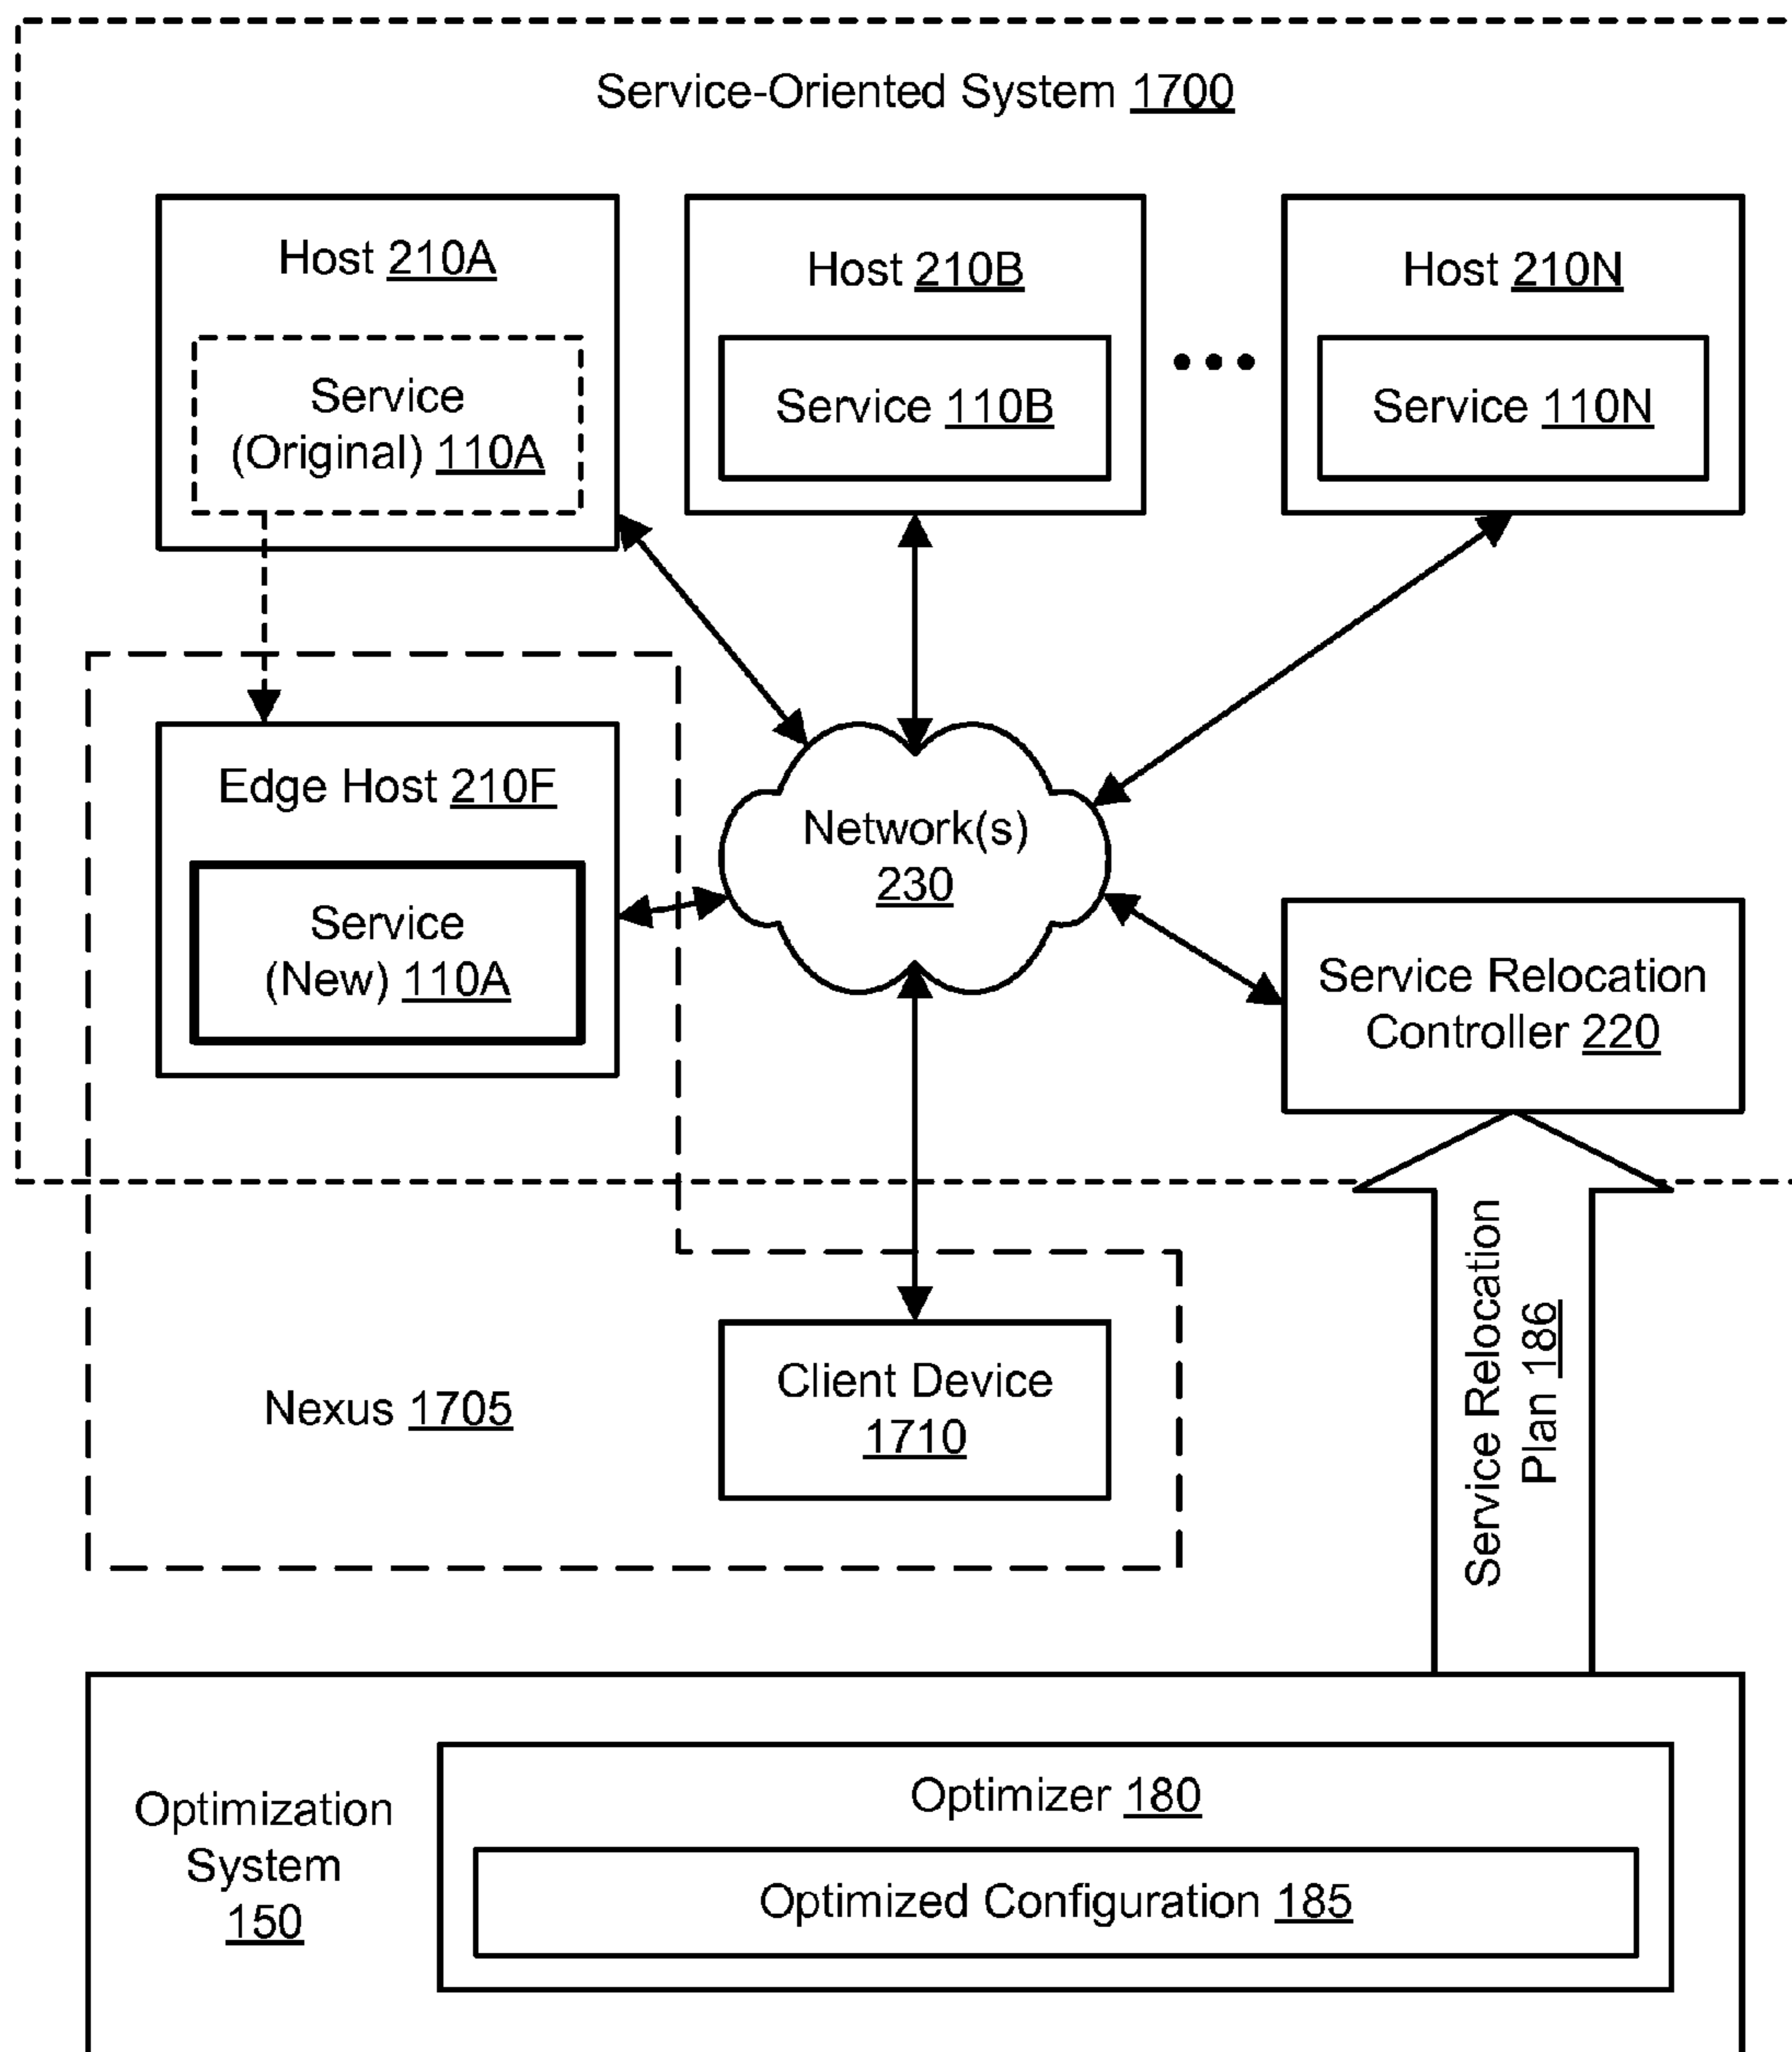 Service-Oriented System 1700
Host 210A
Service
(Original) 110A
Host 210B
Service 110B
Host 210N
Service 110N
Edge Host 210F
Service
(New) 110A
Network(s)
230
Service Relocation
Controller 220
Service Relocation
Plan 186
Nexus 1705
Client Device
1710
Optimization
System
150
Optimizer 180
Optimized Configuration 185